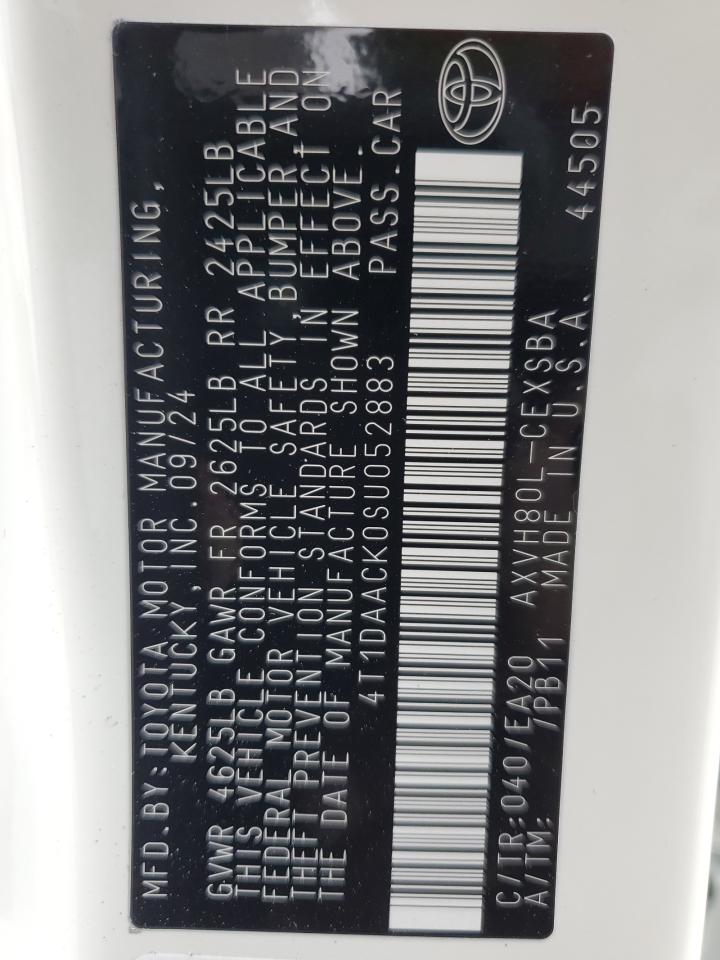 MFD.BY:TOYOTA MOTOR MANUFACTURING,
KENTUCKY, INC.09/24
GVWR 4625LB GAWR FR 2625LB RR 2425LB
THIS VEHICLE CONFORMS TO ALL APPLICABLE
FEDERAL MOTOR VEHICLE SAFETY, BUMPER AND
THEFT PREVENTION STANDARDS IN EFFECT ON
THE DATE OF MANUFACTURE SHOWN ABOVE.
4T1DAACK0SU052883 PASS.CAR
C/TR:040/EA20 AXVH80L-CEXSBA 44505
A/TM: /PB11 MADE IN U.S.A.